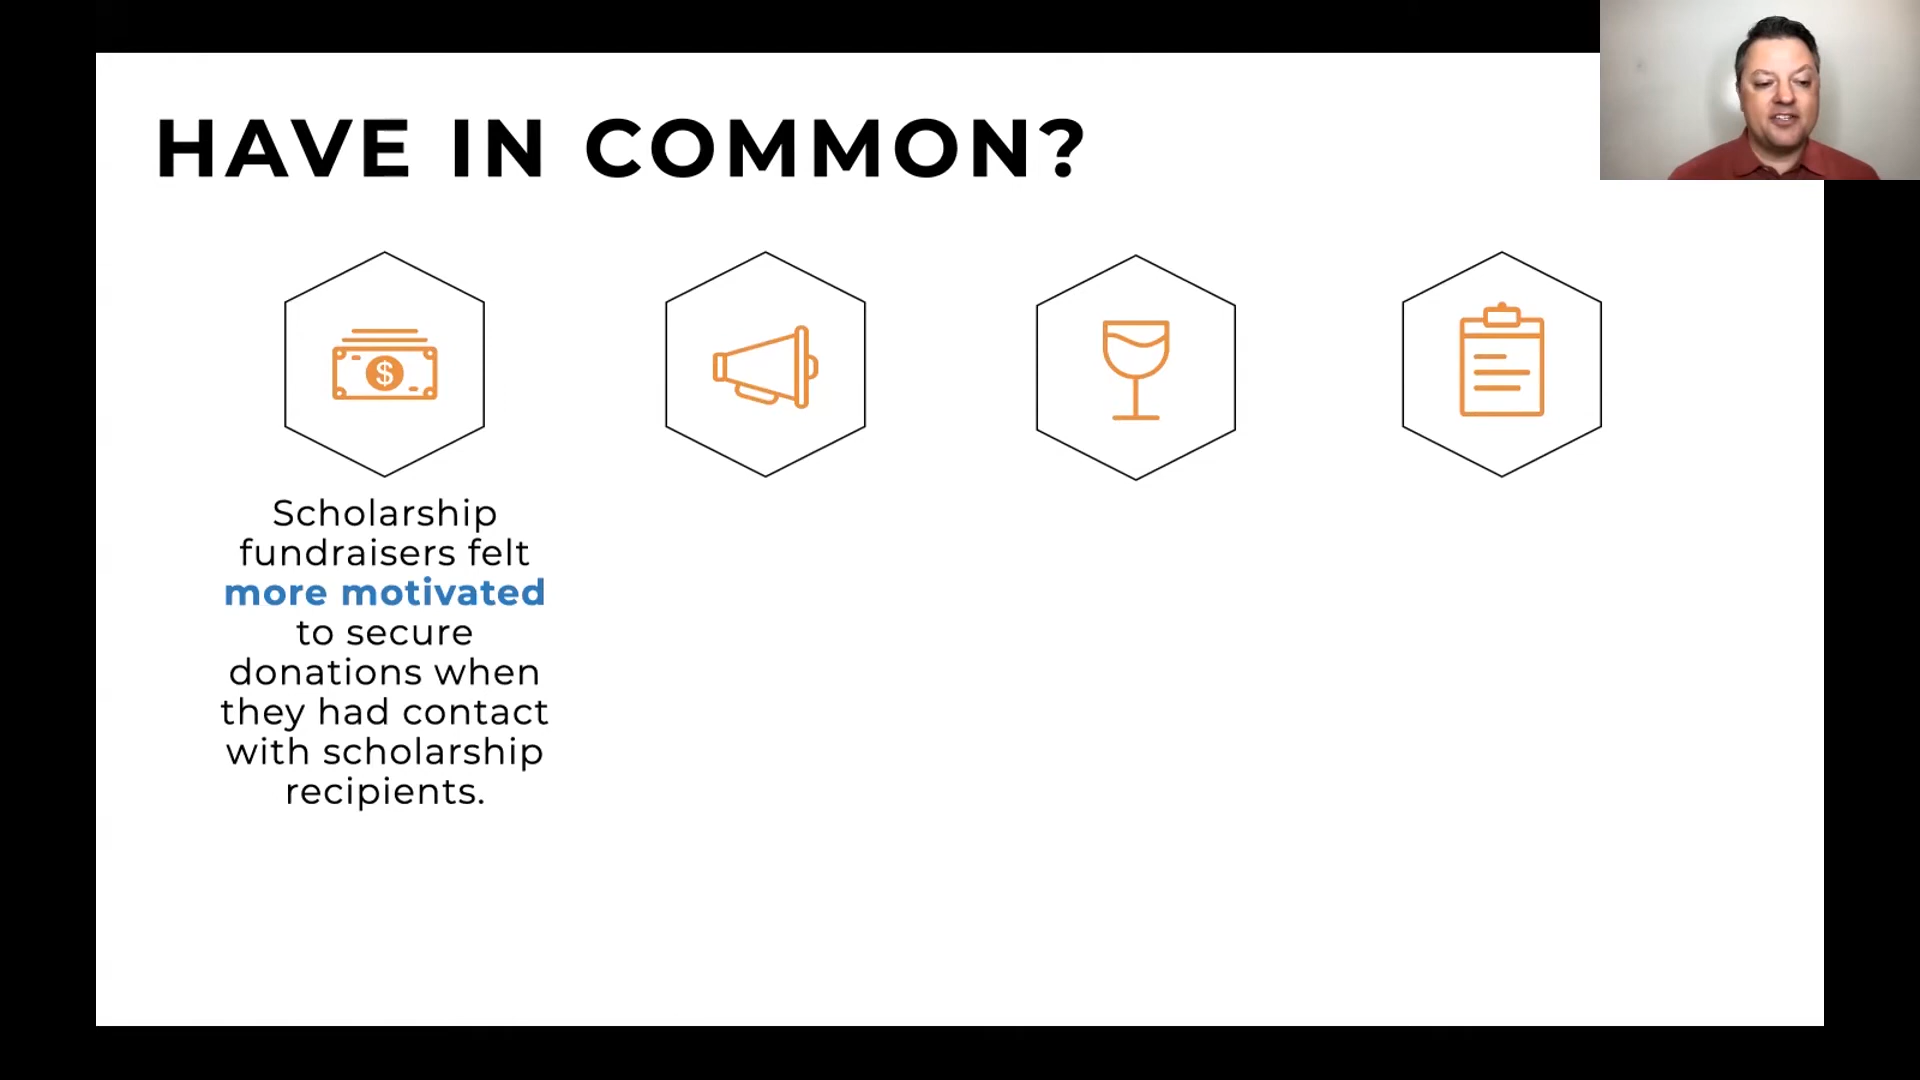 HAVE IN COMMON?
$
Scholarship
fundraisers felt
more motivated
to secure
donations when
they had contact
with scholarship
recipients.